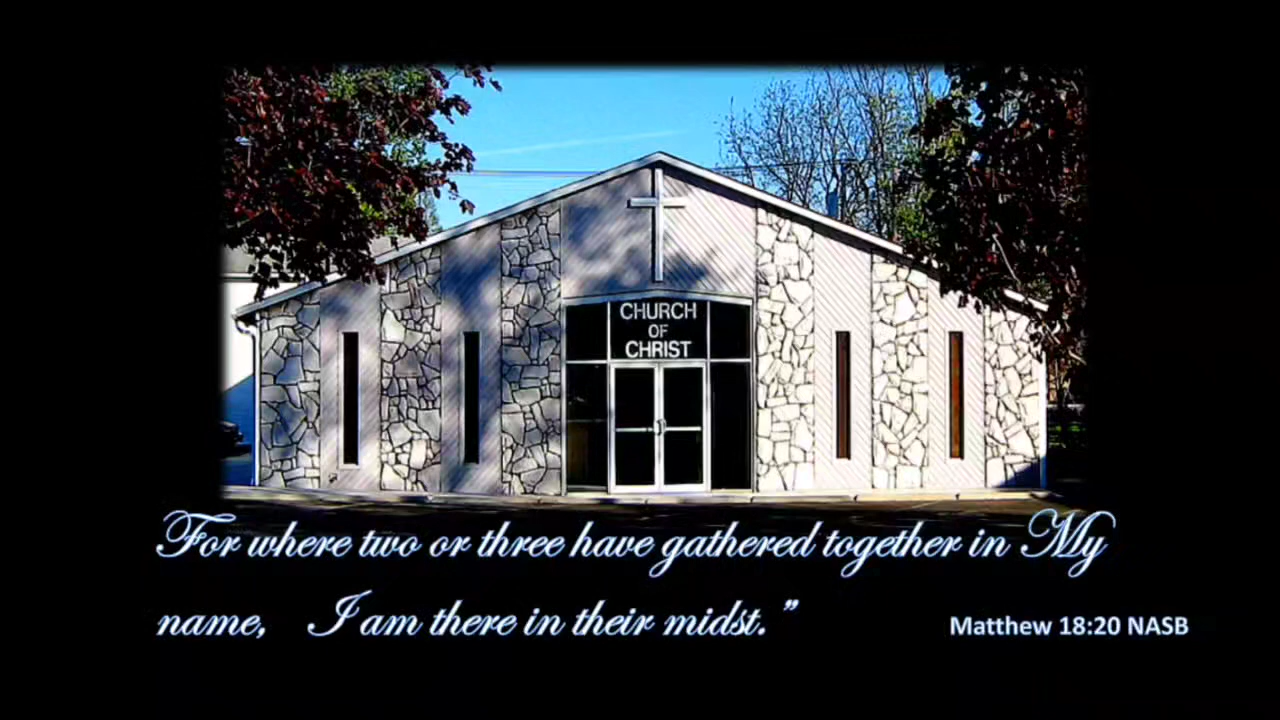 CHURCH
OF
CHRIST
For where two or three have gathered together in My
name, I am there in their midst.”
Matthew 18:20 NASB